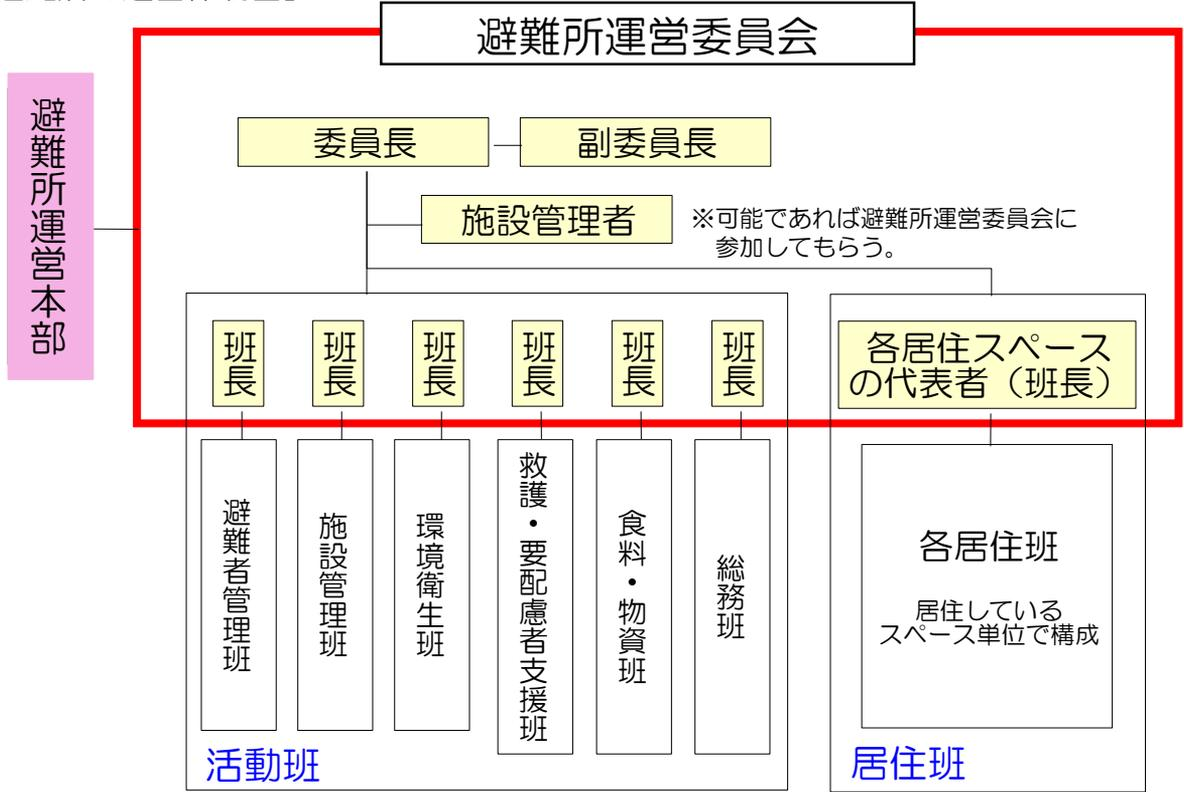 避難所運営委員会
避難所運営本部
委員長
副委員長
施設管理者
※可能であれば避難所運営委員会に
参加してもらう。
班長
班長
班長
班長
班長
班長
各居住スペース
の代表者（班長）
避難者管理班
施設管理班
環境衛生班
救護・要配慮者支援班
食料・物資班
総務班
各居住班
居住している
スペース単位で構成
活動班
居住班